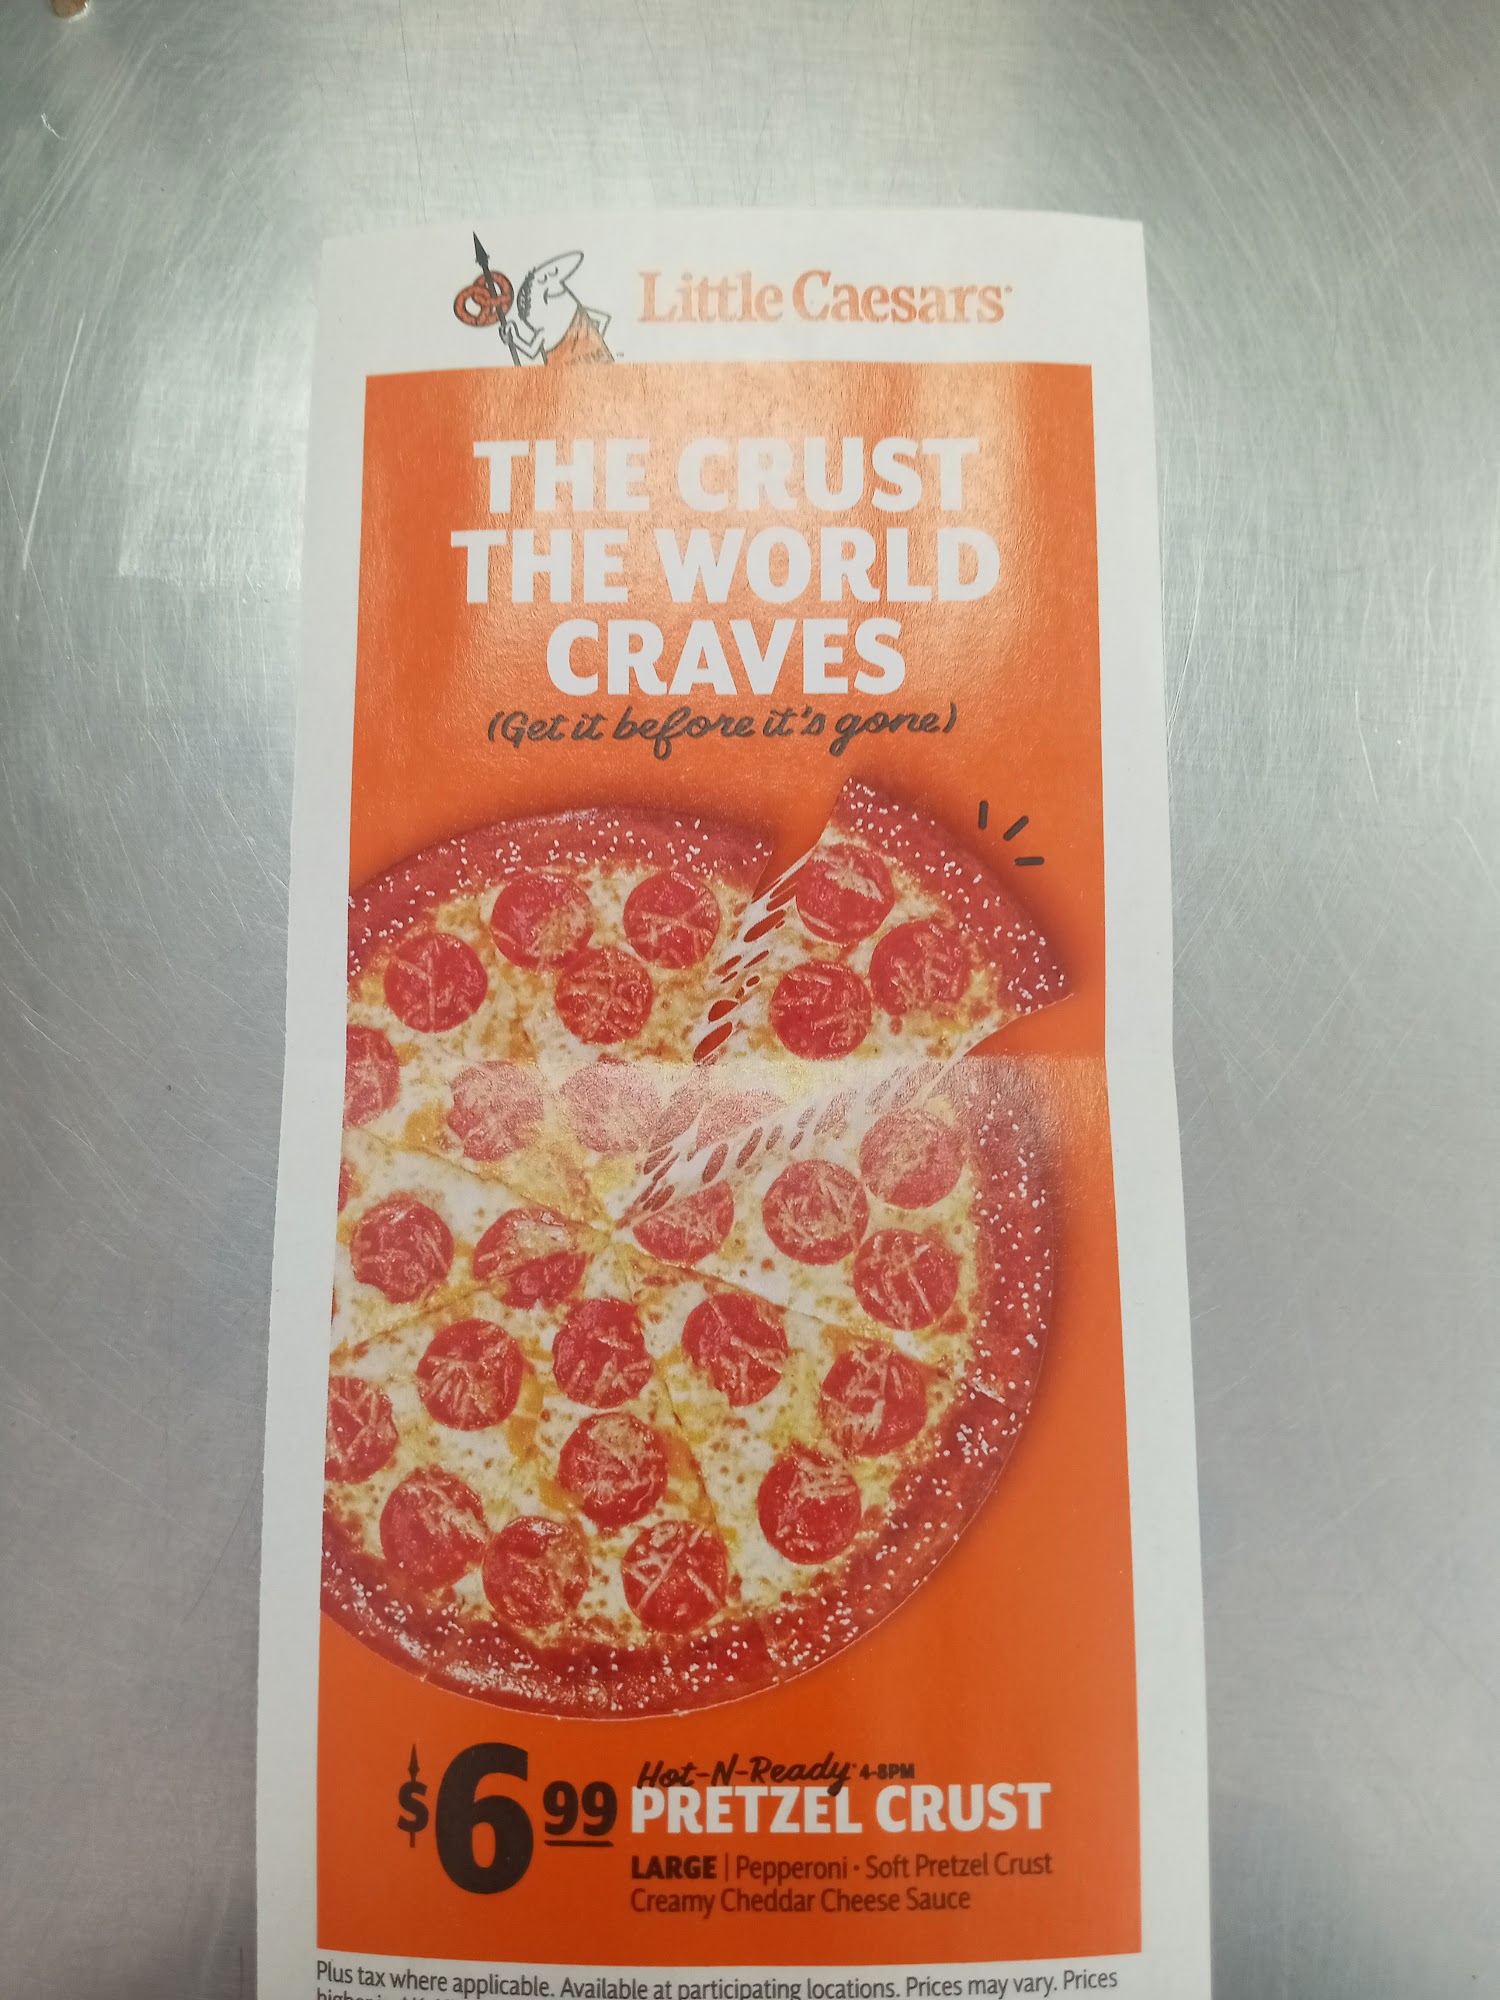 Little Caesars
THE CRUST
THE WORLD
CRAVES
(Get it before it's gone)
$6 99
Hot-N-Ready 4-8PM
PRETZEL CRUST
LARGE | Pepperoni · Soft Pretzel Crust
Creamy Cheddar Cheese Sauce
Plus tax where applicable. Available at participating locations. Prices may vary. Prices